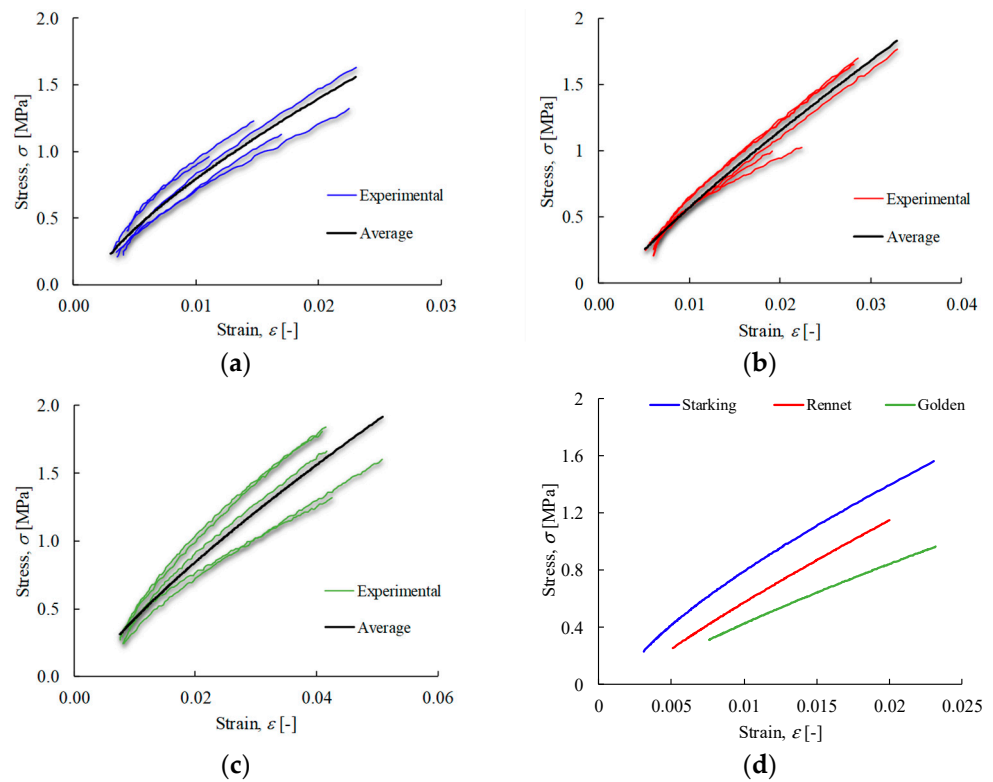 2.0
1.5
1.0
0.5
0.0
Stress, σ [MPa]
Experimental
Average
0.00
0.01
0.02
0.03
Strain, ε [-]
(a)
2
1.5
1
0.5
0
Stress, σ [MPa]
Experimental
Average
0.00
0.01
0.02
0.03
0.04
Strain, ε [-]
(b)
2.0
1.5
1.0
0.5
0.0
Stress, σ [MPa]
Experimental
Average
0.00
0.02
0.04
0.06
Strain, ε [-]
(c)
Starking
Rennet
Golden
2
1.6
1.2
0.8
0.4
0
Stress, σ [MPa]
0
0.005
0.01
0.015
0.02
0.025
Strain, ε [-]
(d)